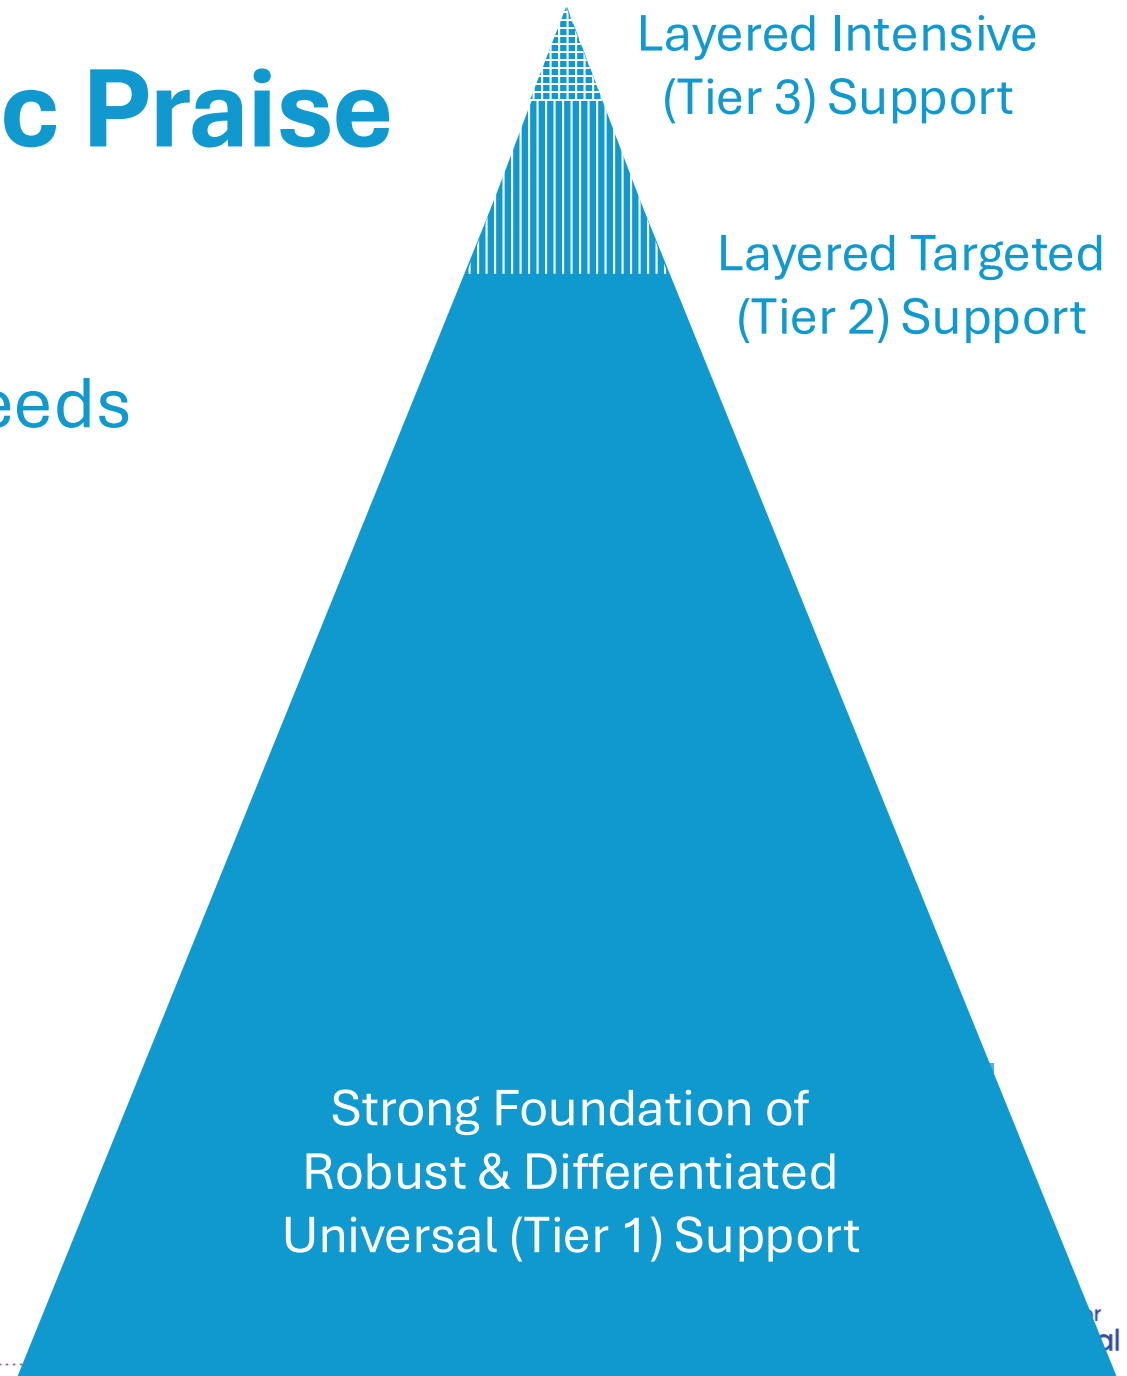 c Praise
eeds
Layered Intensive
(Tier 3) Support
Layered Targeted
(Tier 2) Support
Strong Foundation of
Robust & Differentiated
Universal (Tier 1) Support
r
al